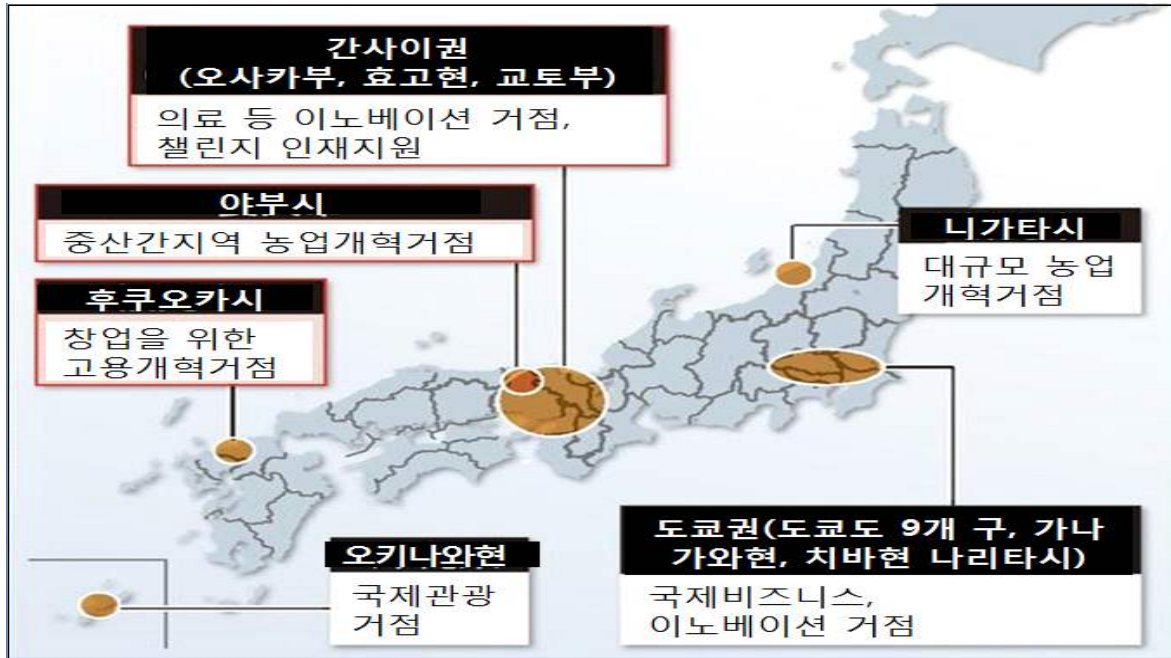 간사이권
(오사카부, 효고현, 교토부)
의료 등 이노베이션 거점,
챌린지 인재지원
야부시
중산간지역 농업개혁거점
후쿠오카시
창업을 위한
고용개혁거점
니가타시
대규모 농업
개혁거점
오키나와현
국제관광
거점
도쿄권(도쿄도 9개 구, 가나
가와현, 치바현 나리타시)
국제비즈니스,
이노베이션 거점